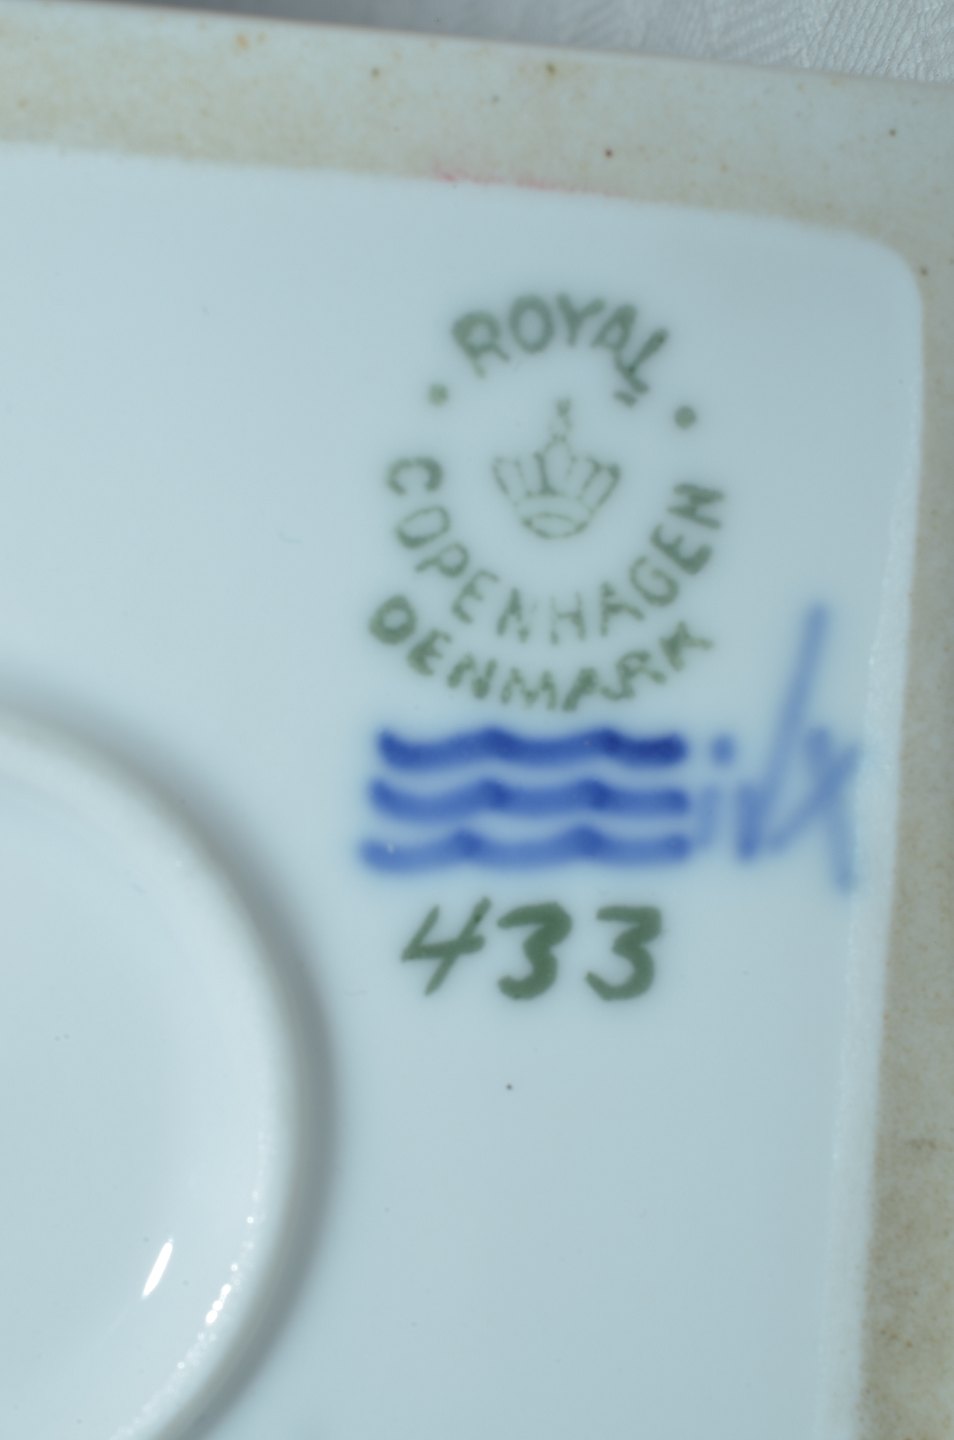 ROYAL
COPENHAGEN
DENMARK
433